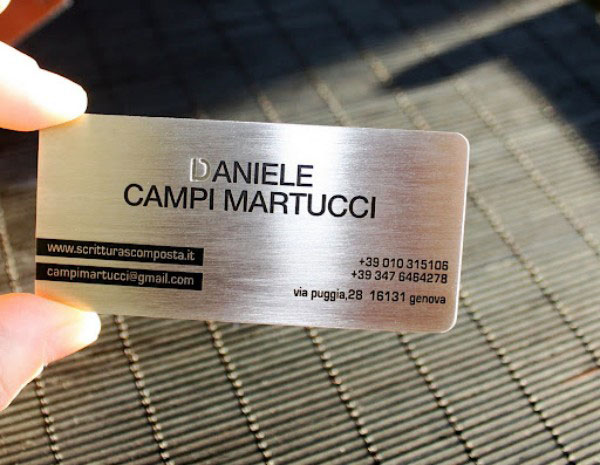 DANIELE
CAMPI MARTUCCI
www.scritturascomposta.it
campimartucci@gmail.com
+39 010 315106
+39 347 6464278
via puggia,28 16131 genova